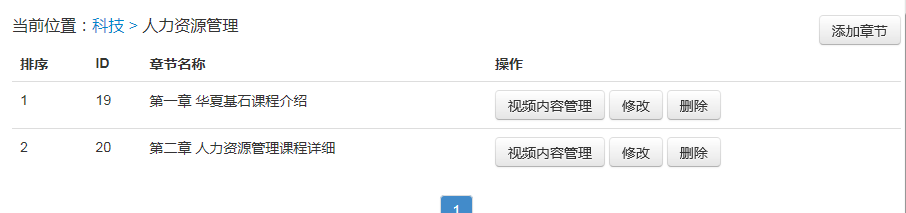 当前位置：科技 > 人力资源管理 添加章节
排序 ID 章节名称 操作
1 19 第一章 华夏基石课程介绍 视频内容管理 修改 删除
2 20 第二章 人力资源管理课程详细 视频内容管理 修改 删除
1